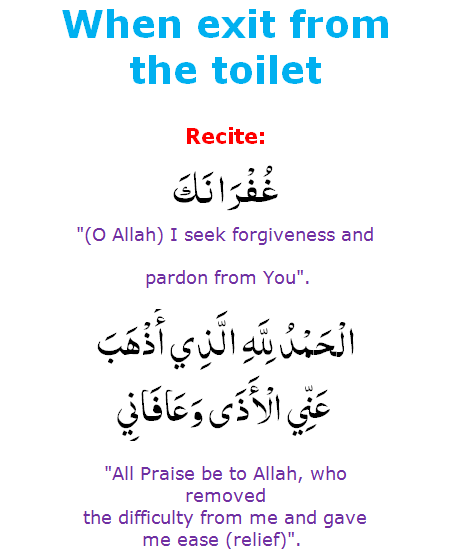 When exit from
the toilet
Recite:
غُفْرَانَكَ
"(O Allah) I seek forgiveness and
pardon from You".
الْحَمْدُ لِلَّهِ الَّذِي أَذْهَبَ
عَنِّي الْأَذَى وَعَافَانِي
"All Praise be to Allah, who
removed
the difficulty from me and gave
me ease (relief)".